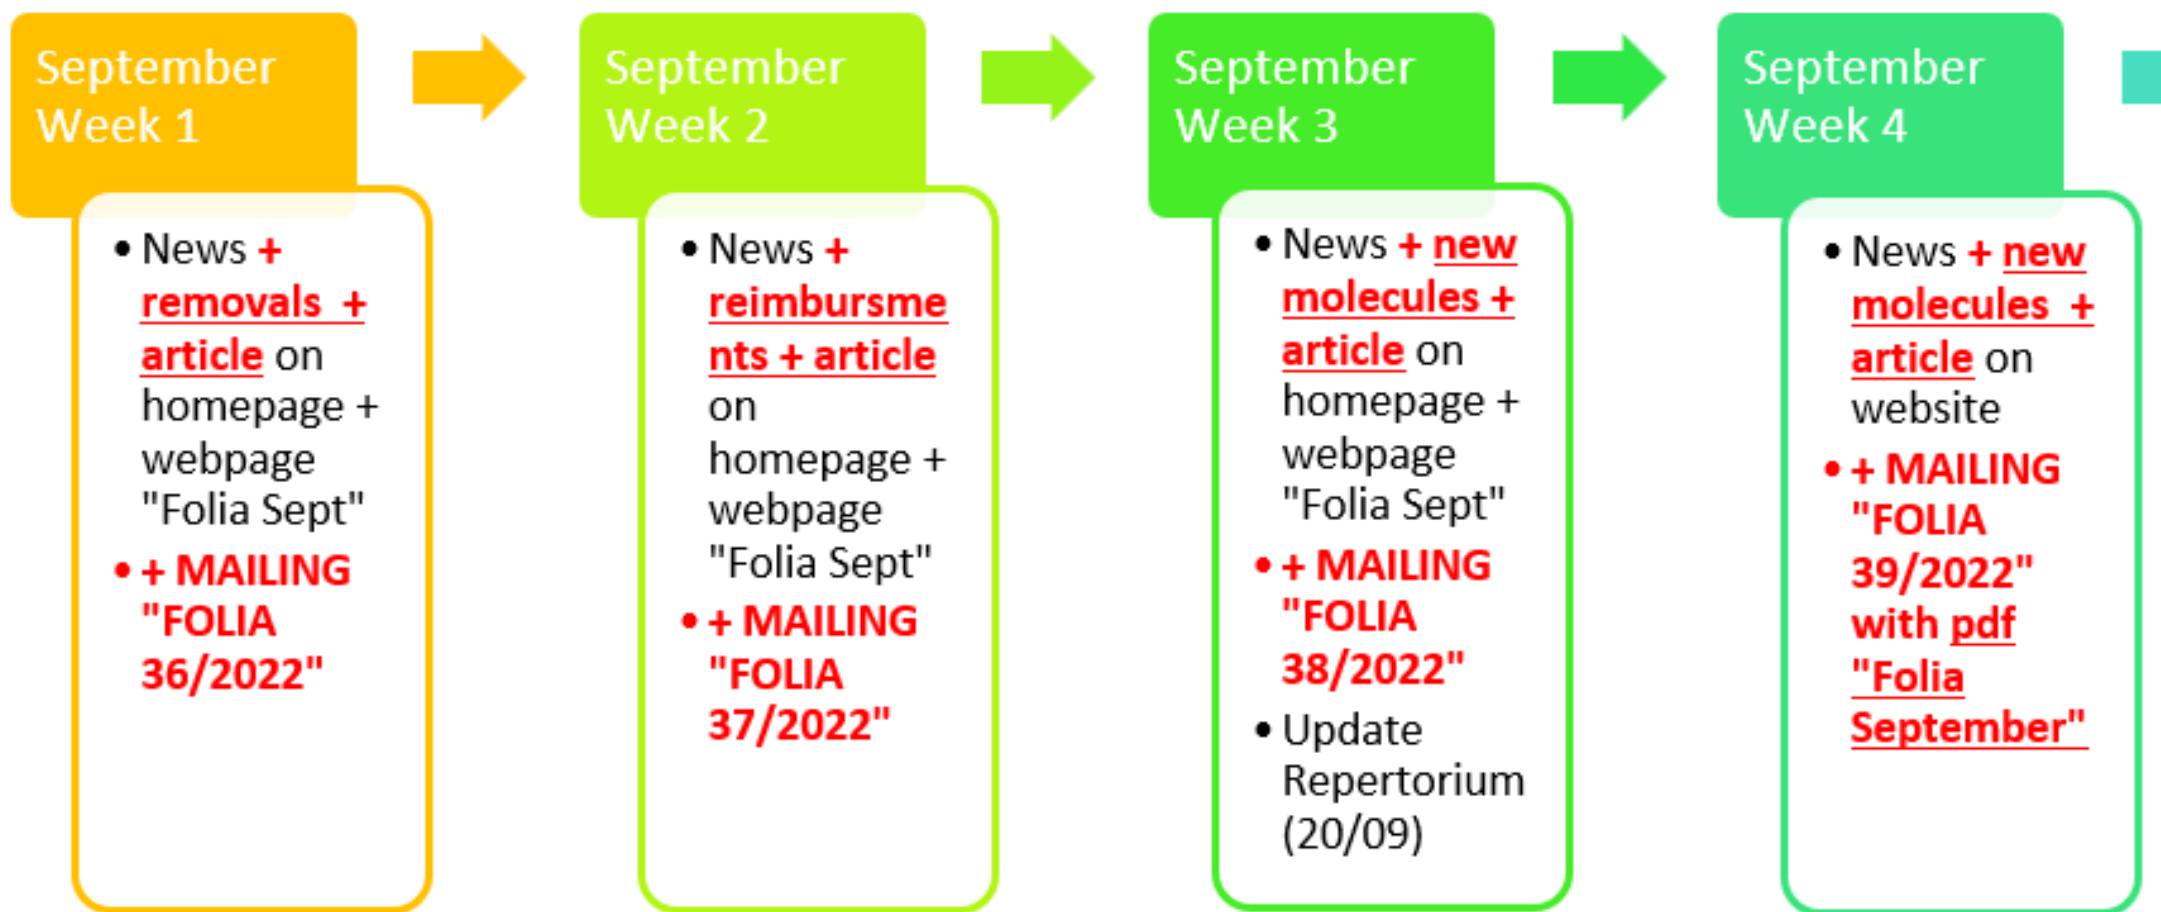 September
Week 1
• News +
removals + 
article on
homepage +
webpage
"Folia Sept"
• + MAILING
"FOLIA
36/2022"
September
Week 2
• News +
reimbursme
nts + article
on
homepage +
webpage
"Folia Sept"
• + MAILING
"FOLIA
37/2022"
September
Week 3
• News + new
molecules +
article on
homepage +
webpage
"Folia Sept"
• + MAILING
"FOLIA
38/2022"
• Update
Repertorium
(20/09)
September
Week 4
• News + new
molecules +
article on
website
• + MAILING
"FOLIA
39/2022"
with pdf
"Folia
September"